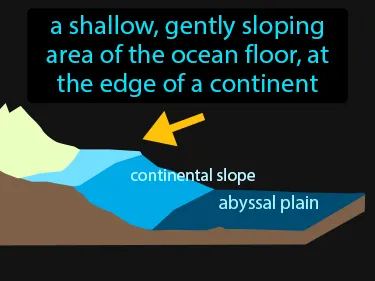 a shallow, gently sloping
area of the ocean floor, at
the edge of a continent
continental slope
abyssal plain